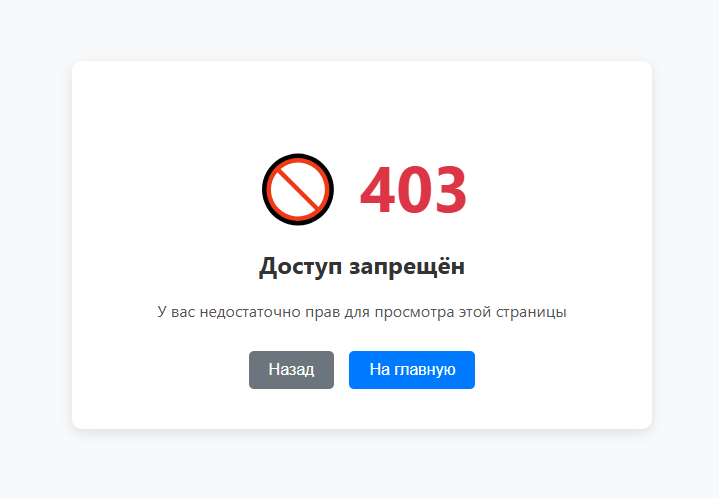 403
Доступ запрещён
У вас недостаточно прав для просмотра этой страницы
Назад
На главную